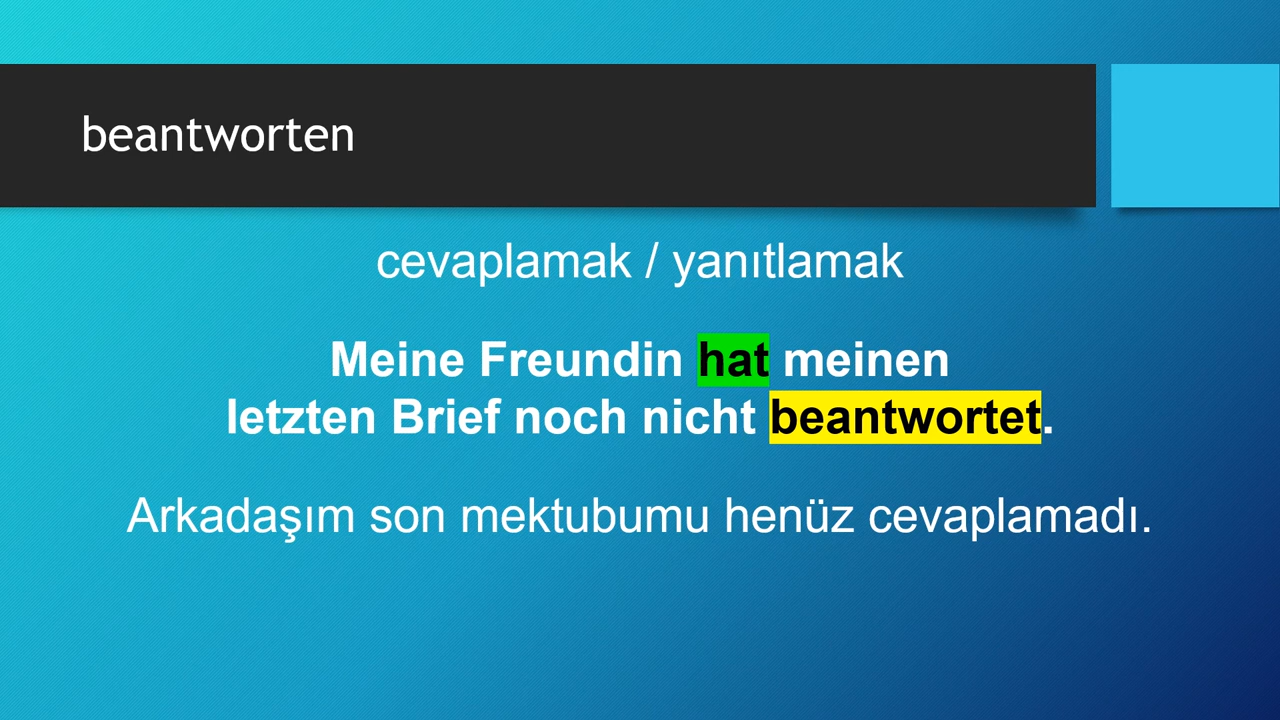 beantworten
cevaplamak / yanıtlamak
Meine Freundin hat meinen
letzten Brief noch nicht beantwortet.
Arkadaşım son mektubumu henüz cevaplamadı.